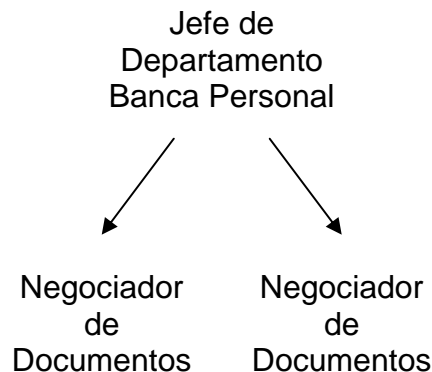 Jefe de
Departamento
Banca Personal
Negociador
de
Documentos
Negociador
de
Documentos